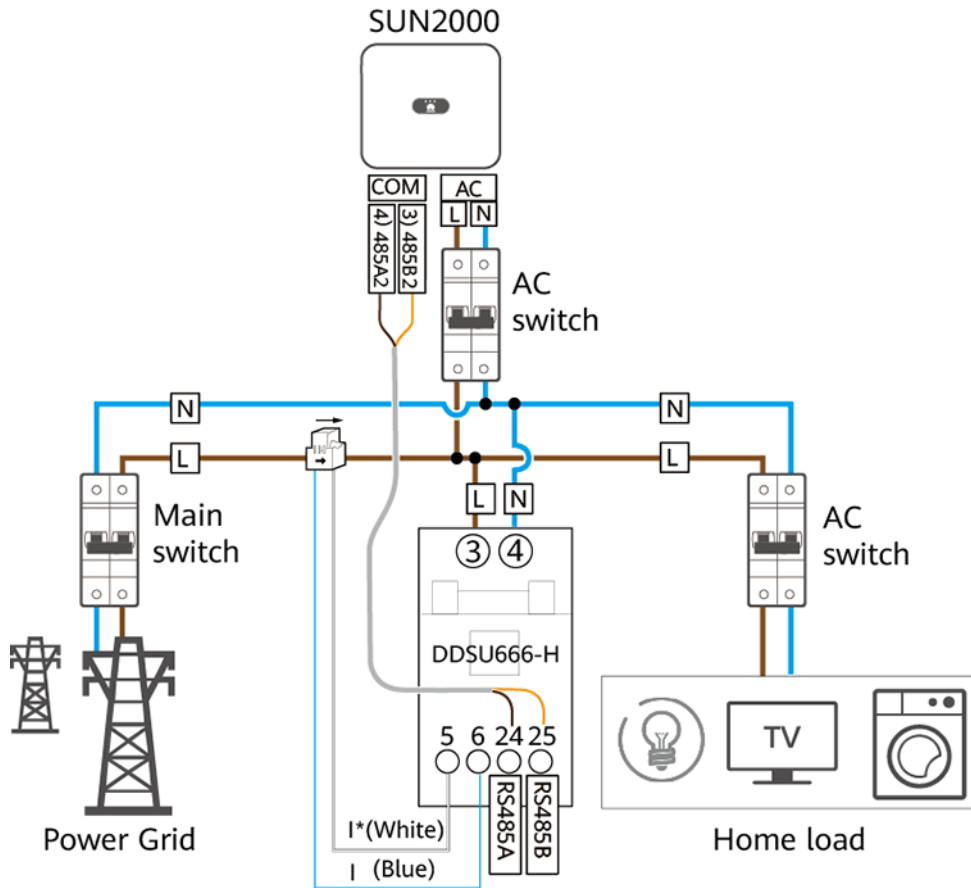 SUN2000
COM
AC
L
N
4) 485A2
3) 485B2
AC
switch
N
N
L
L
L
N
Main
switch
3
4
AC
switch
DDSU666-H
5
6
24
25
TV
RS485A
RS485B
I*(White)
I (Blue)
Power Grid
Home load